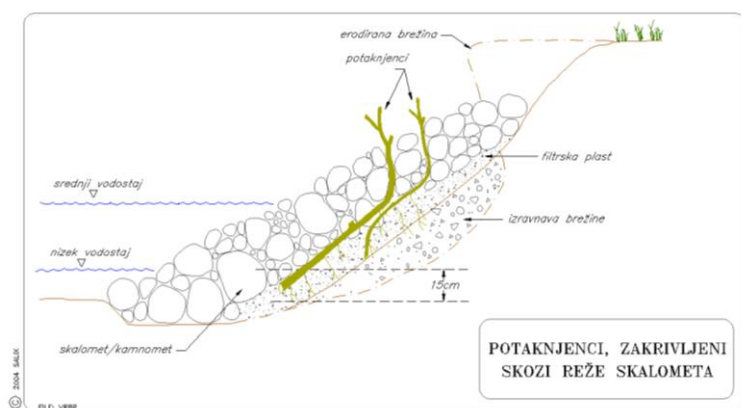 erodirana brežina
potaknjenci
filtrska plast
srednji vodostaj
izravnava brežine
nizek vodostaj
15cm
skalomet/kamnomet
POTAKNJENCI, ZAKRIVLJENI
SKOZI REŽE SKALOMETA
© 2004 SALIX